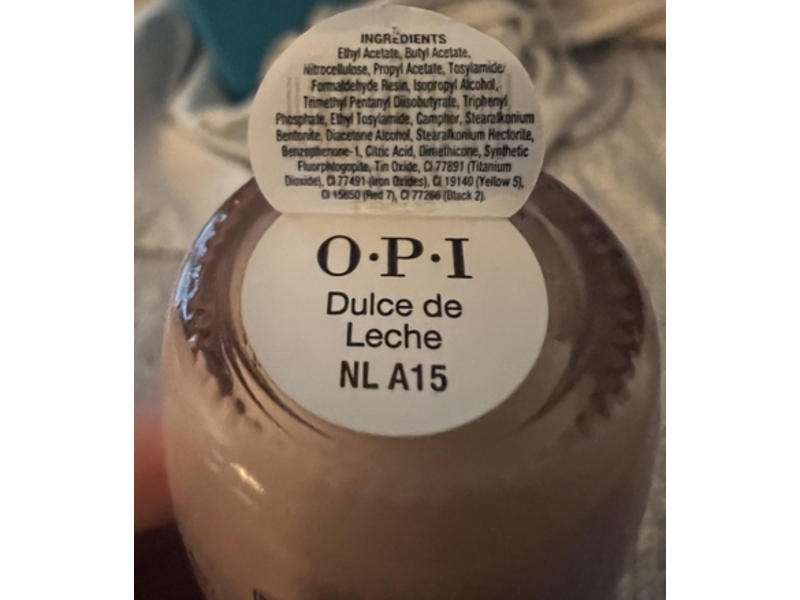 INGREDIENTS
Ethyl Acetate, Butyl Acetate,
Nitrocellulose, Propyl Acetate, Tosylamide/
Formaldehyde Resin, Isopropyl Alcohol,
Trimethyl Pentanyl Diisobutyrate, Triphenyl
Phosphate, Ethyl Tosylamide, Camphor, Stearalkonium
Bentonite, Diacetone Alcohol, Stearalkonium Hectorite,
Benzophenone-1, Citric Acid, Dimethicone, Synthetic
Fluorphlogopite, Tin Oxide, CI 77891 (Titanium
Dioxide), CI 77491 (Iron Oxides), CI 19140 (Yellow 5),
CI 15850 (Red 7), CI 77266 (Black 2).
O·P·I
Dulce de
Leche
NL A15